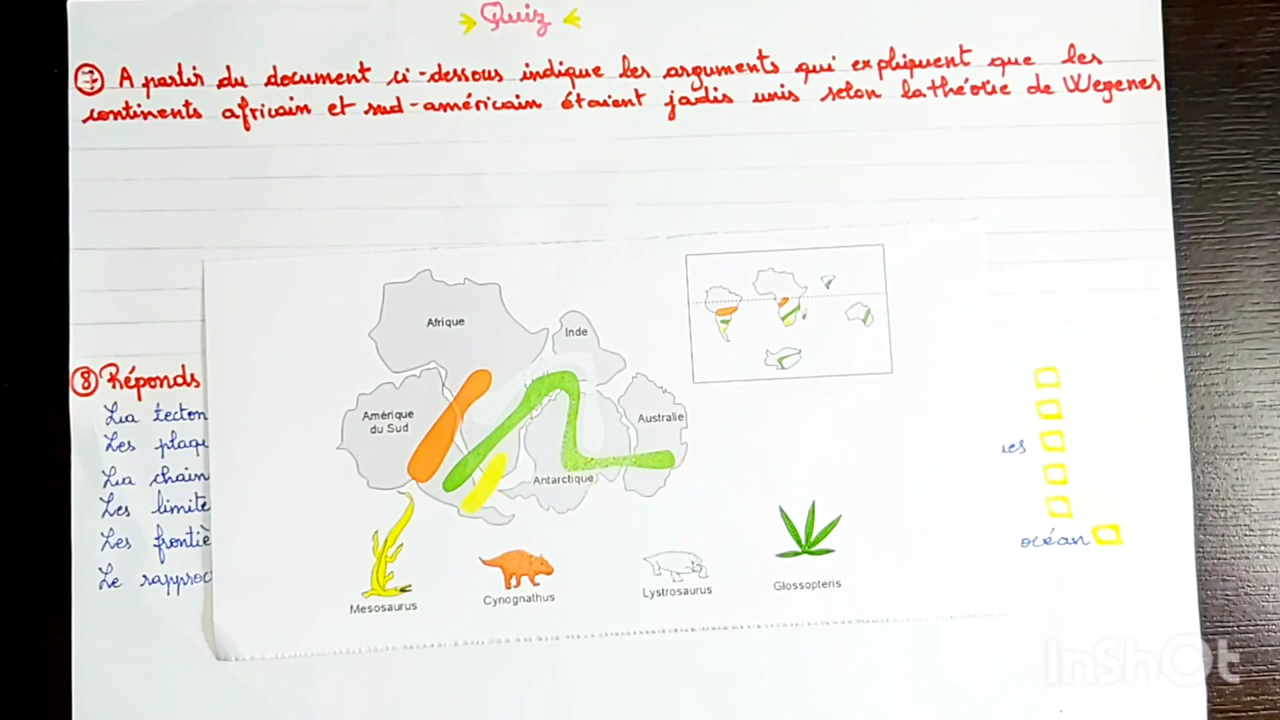 Quiz
⑦ A partir du document ci-dessous indique les arguments qui expliquent que les
continents africain et sud-américain étaient jadis unis selon la théorie de Wegener
Afrique
Inde
Amérique
du Sud
Australie
Antarctique
Mesosaurus
Cynognathus
Lystrosaurus
Glossopteris
⑧ Réponds
La tecton
Les plaqu
La chain
Les limite
Les frontiè
Le rapproc
océan
InShOt